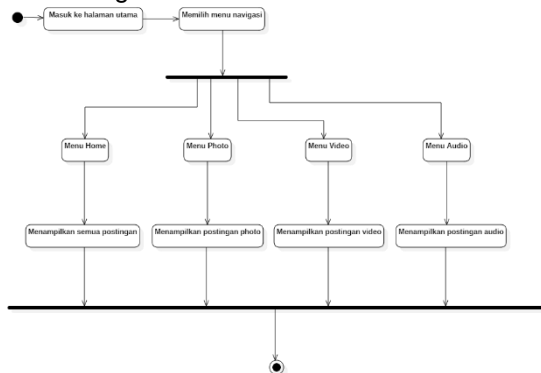 Masuk ke halaman utama
Memilih menu navigasi
Menu Home
Menu Photo
Menu Video
Menu Audio
Menampilkan semua postingan
Menampilkan postingan photo
Menampilkan postingan video
Menampilkan postingan audio